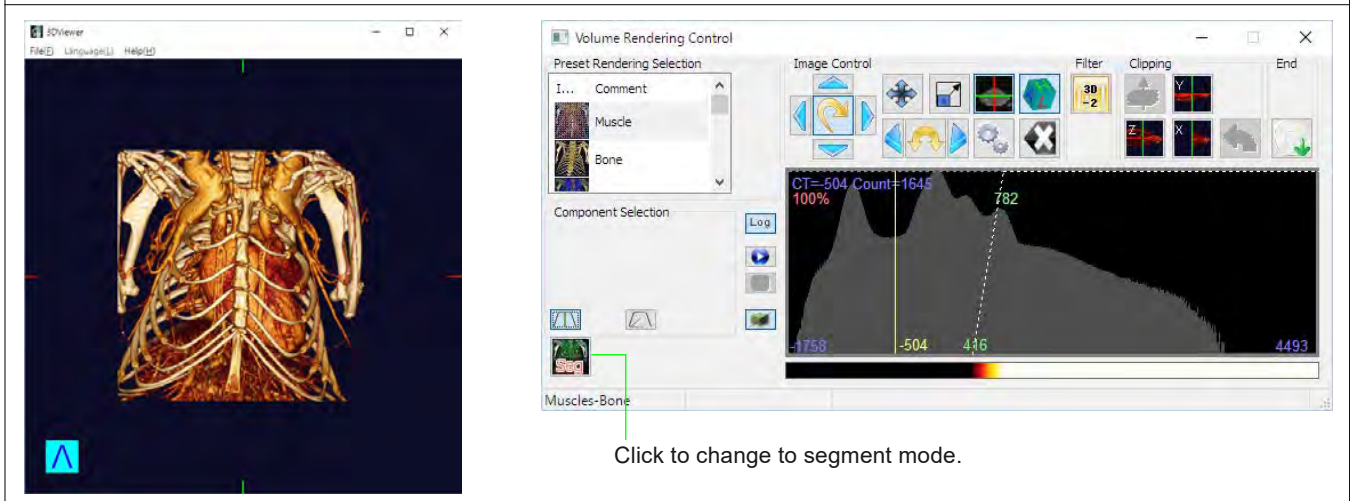 3DViewer
File(F) Language(L) Help(H)
Volume Rendering Control
Preset Rendering Selection
I... Comment
Muscle
Bone
Component Selection
Log
Seg
Muscles-Bone
Image Control
Filter
3D
-2
Clipping
Y
Z
X
End
CT=-504 Count=1645
100%
782
-1758
-504
416
4493
Click to change to segment mode.